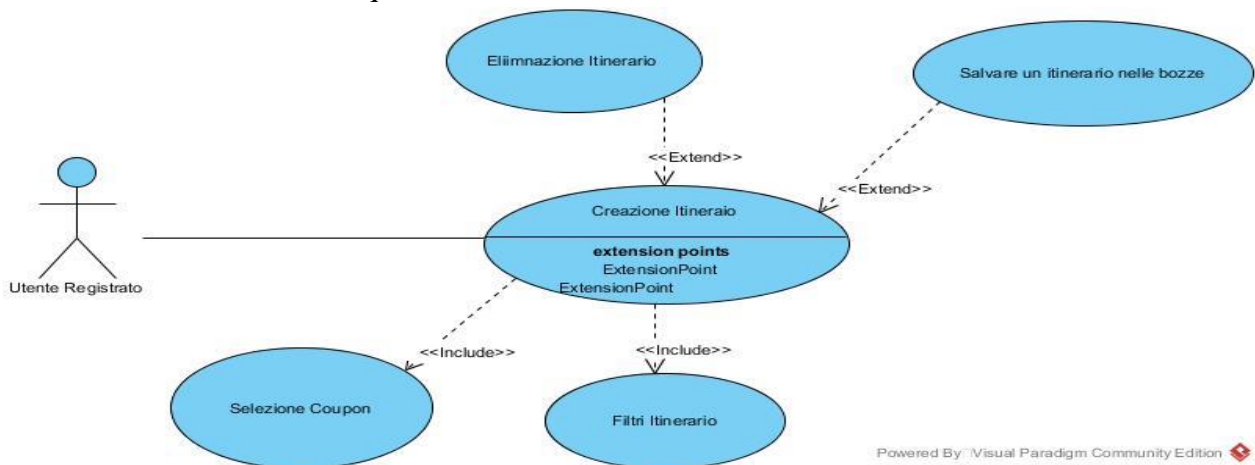 Eliimnazione Itinerario
Salvare un itinerario nelle bozze
<<Extend>>
<<Extend>>
Creazione Itineraio
extension points
ExtensionPoint
ExtensionPoint
Utente Registrato
<<Include>>
<<Include>>
Selezione Coupon
Filtri Itinerario
Powered By Visual Paradigm Community Edition